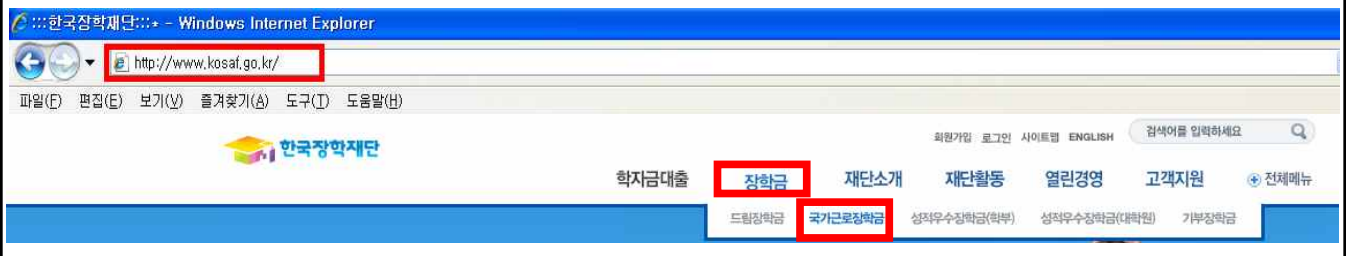 :::한국장학재단:::* - Windows Internet Explorer
http://www.kosaf.go.kr/
파일(F) 편집(E) 보기(V) 즐겨찾기(A) 도구(T) 도움말(H)
한국장학재단
회원가입 로그인 사이트맵 ENGLISH 검색어를 입력하세요
학자금대출 장학금 재단소개 재단활동 열린경영 고객지원 전체메뉴
드림장학금 국가근로장학금 성적우수장학금(학부) 성적우수장학금(대학원) 기부장학금